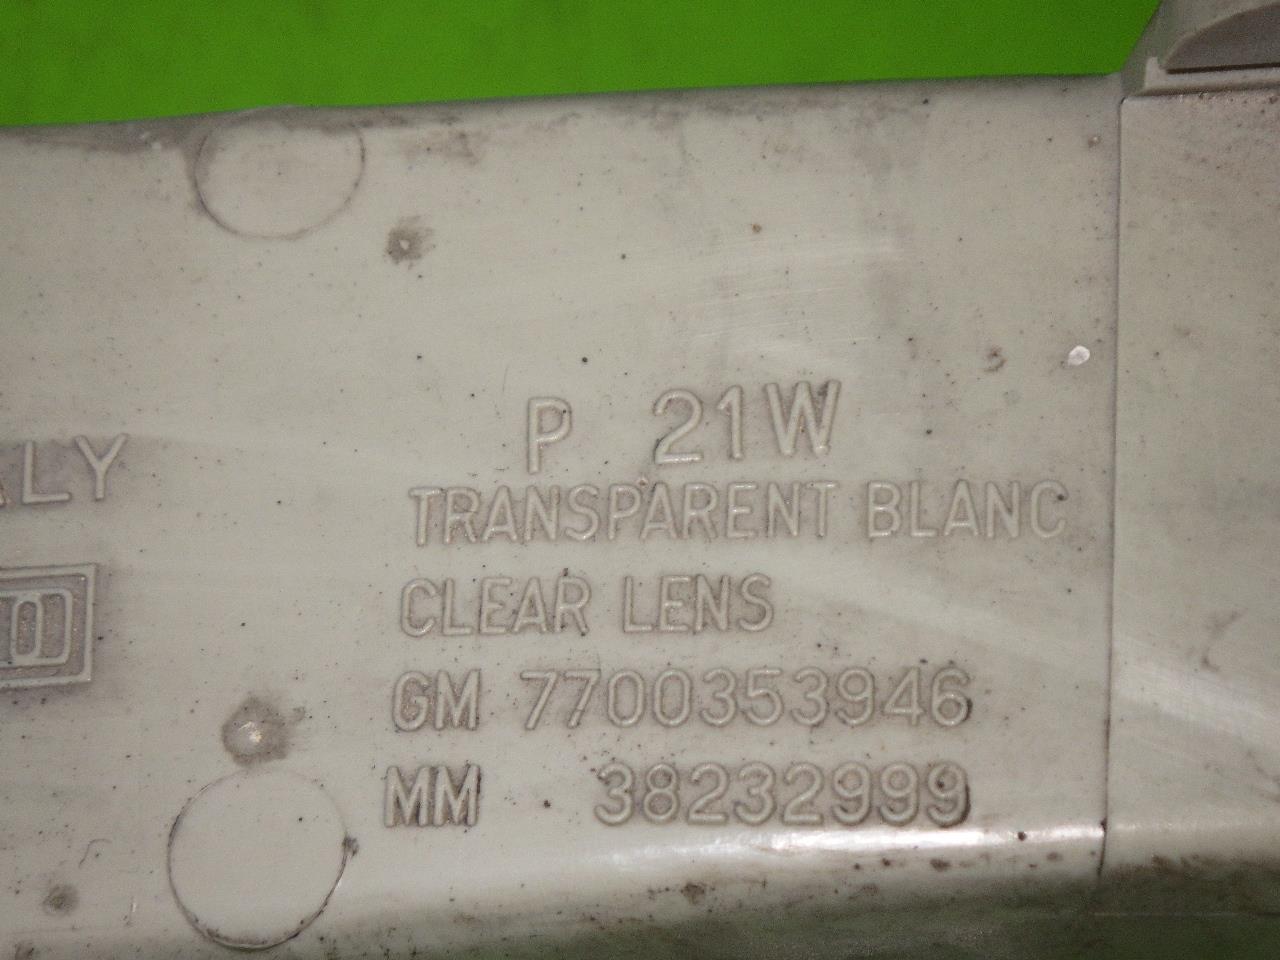 ALY
P 21W
TRANSPARENT BLANC
CLEAR LENS
GM 7700353946
MM 38232999